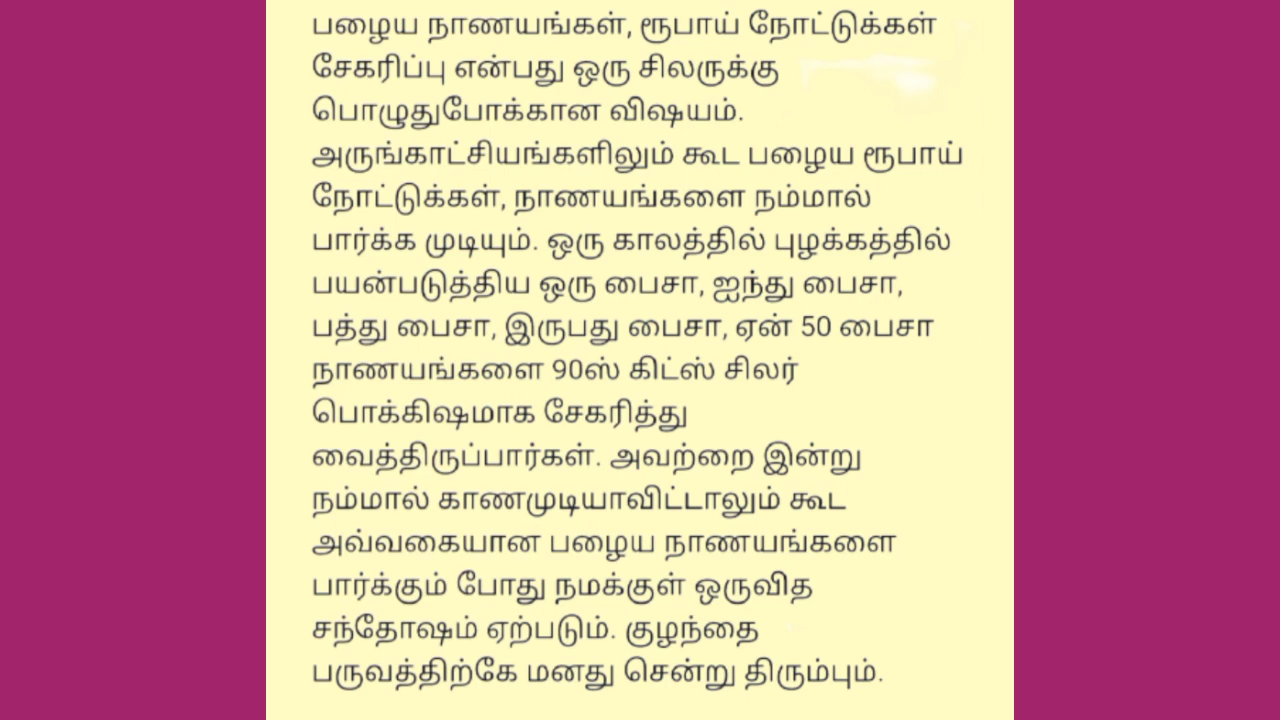 பழைய நாணயங்கள், ரூபாய் நோட்டுக்கள்
சேகரிப்பு என்பது ஒரு சிலருக்கு
பொழுதுபோக்கான விஷயம்.
அருங்காட்சியங்களிலும் கூட பழைய ரூபாய்
நோட்டுக்கள், நாணயங்களை நம்மால்
பார்க்க முடியும். ஒரு காலத்தில் புழக்கத்தில்
பயன்படுத்திய ஒரு பைசா, ஐந்து பைசா,
பத்து பைசா, இருபது பைசா, ஏன் 50 பைசா
நாணயங்களை 90ஸ் கிட்ஸ் சிலர்
பொக்கிஷமாக சேகரித்து
வைத்திருப்பார்கள். அவற்றை இன்று
நம்மால் காணமுடியாவிட்டாலும் கூட
அவ்வகையான பழைய நாணயங்களை
பார்க்கும் போது நமக்குள் ஒருவித
சந்தோஷம் ஏற்படும். குழந்தை
பருவத்திற்கே மனது சென்று திரும்பும்.